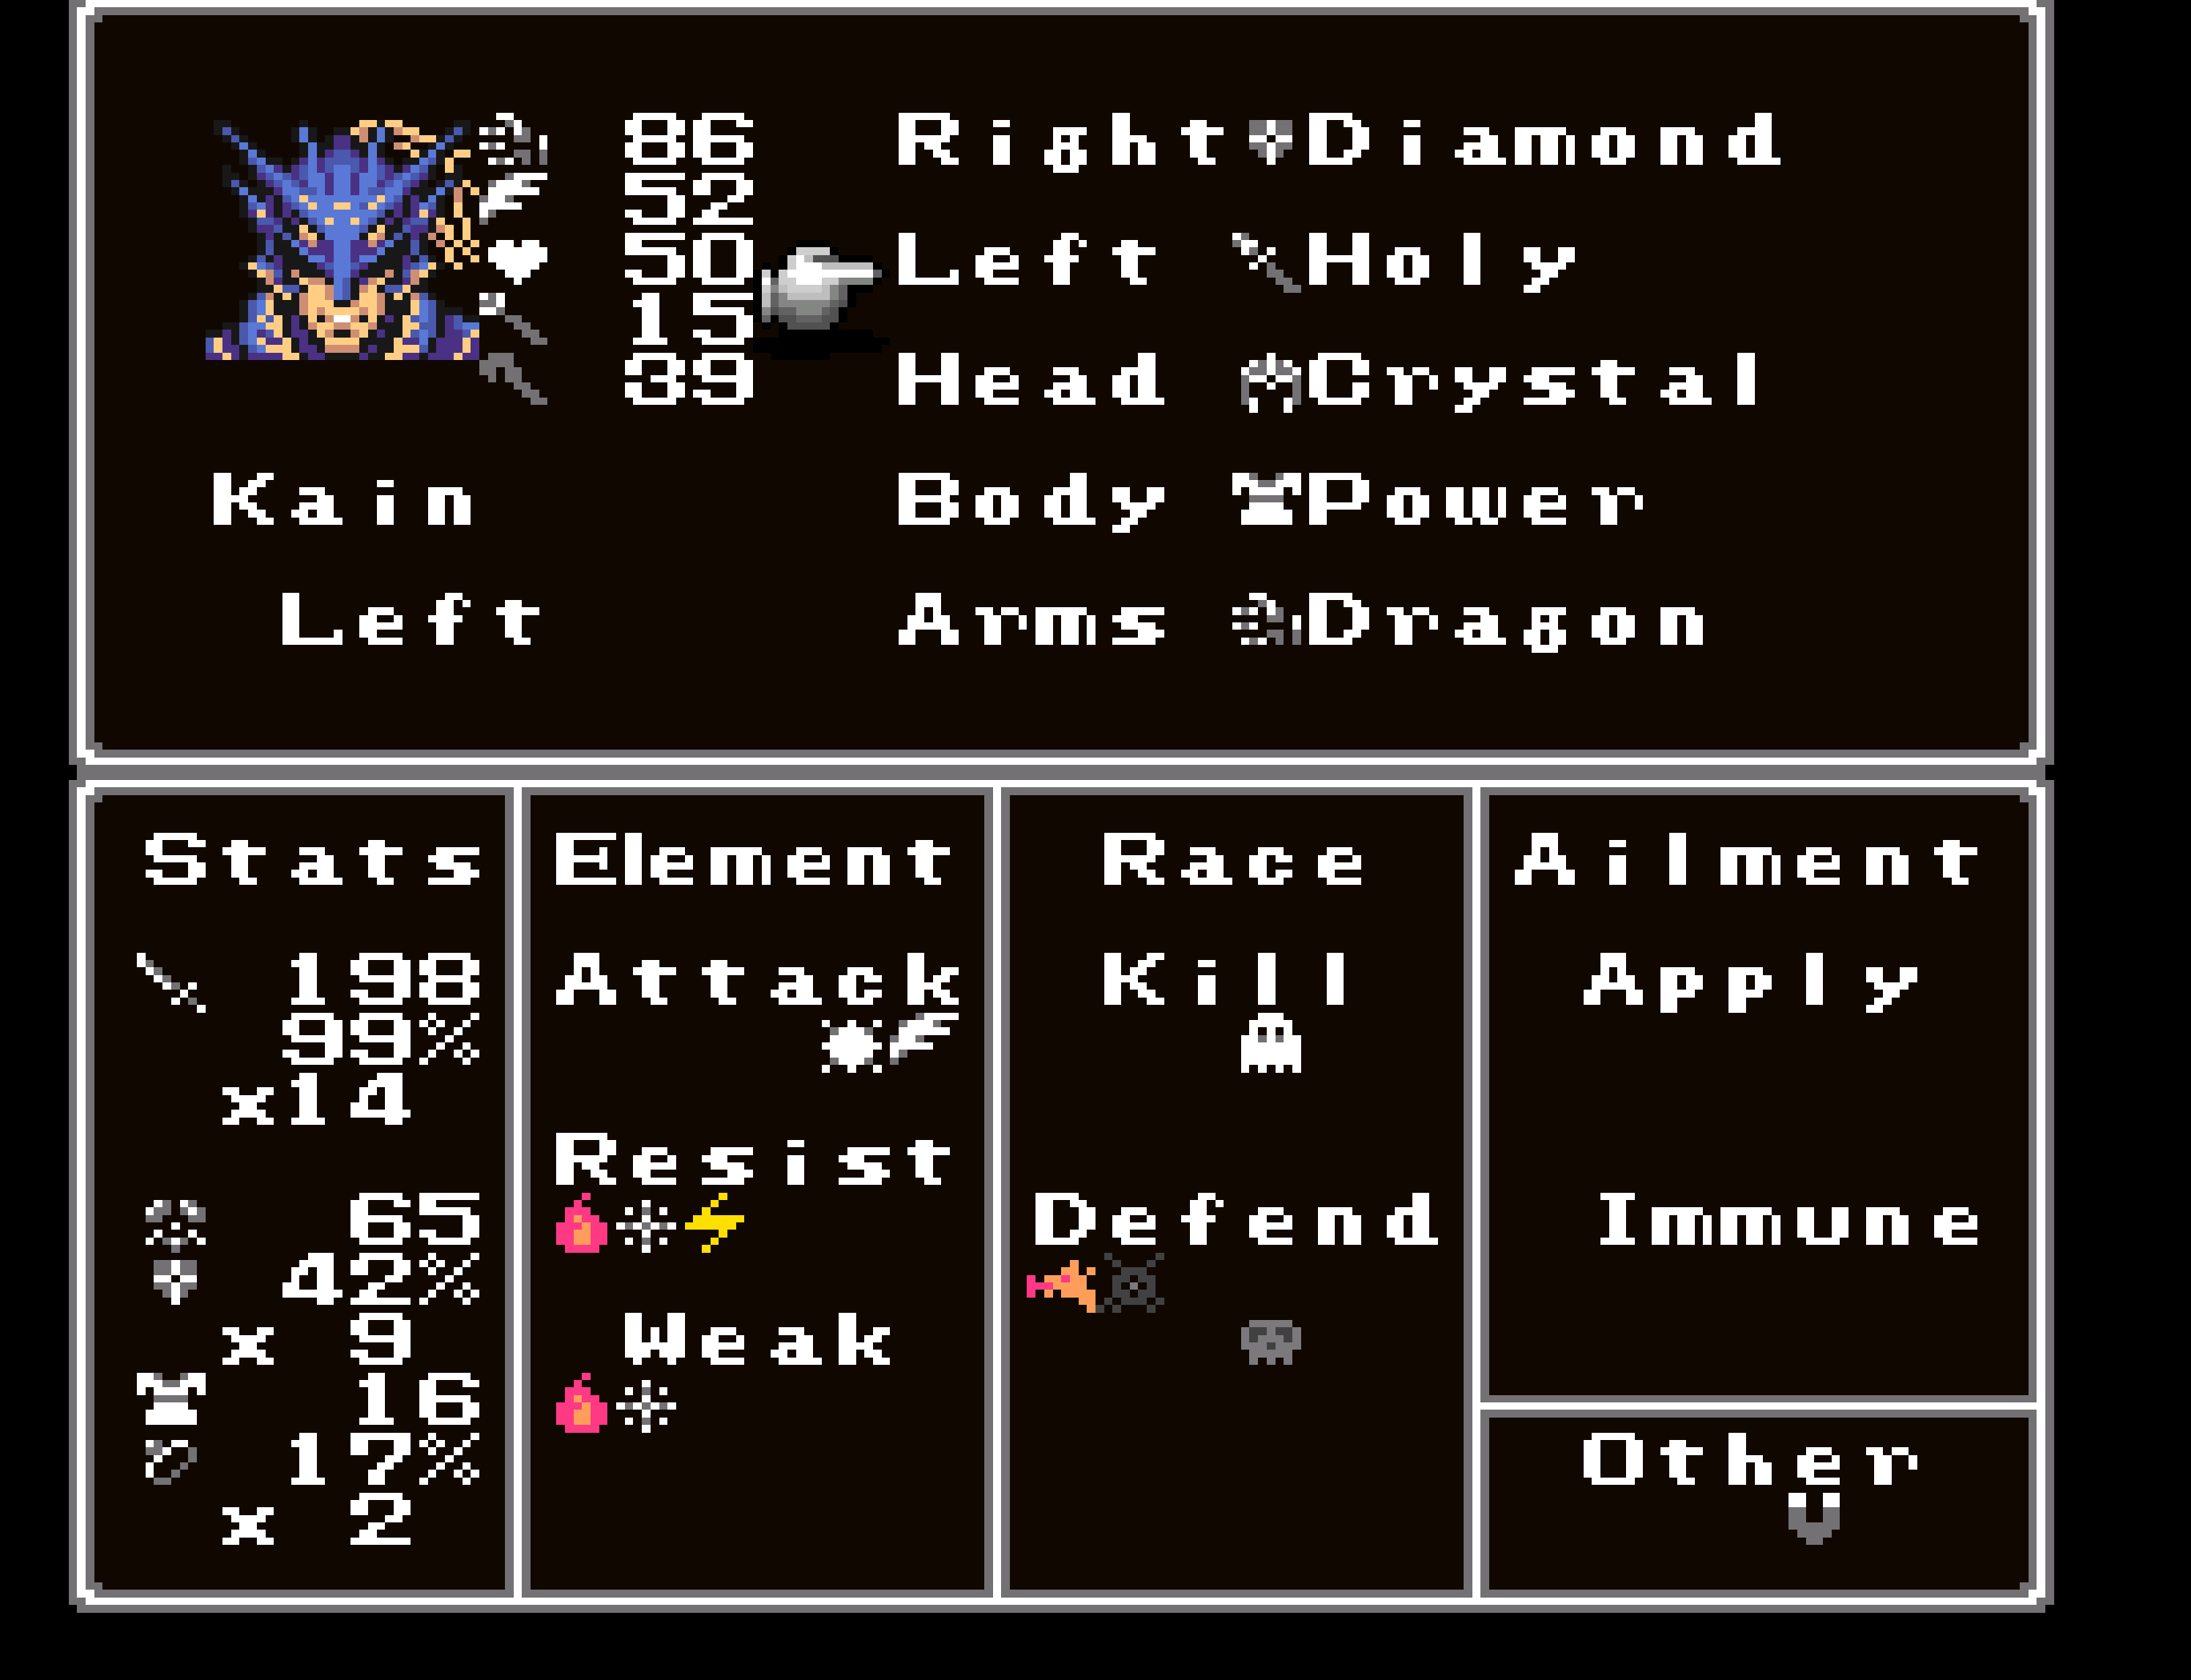 86 Right Diamond
52
50 Left Holy
15
39 Head Crystal
Kain Body Power
Left Arms Dragon
Stats Element Race Ailment
198 Attack Kill Apply
99%
x14
Resist
65 Defend Immune
42%
x 9 Weak
16
17% Other
x 2